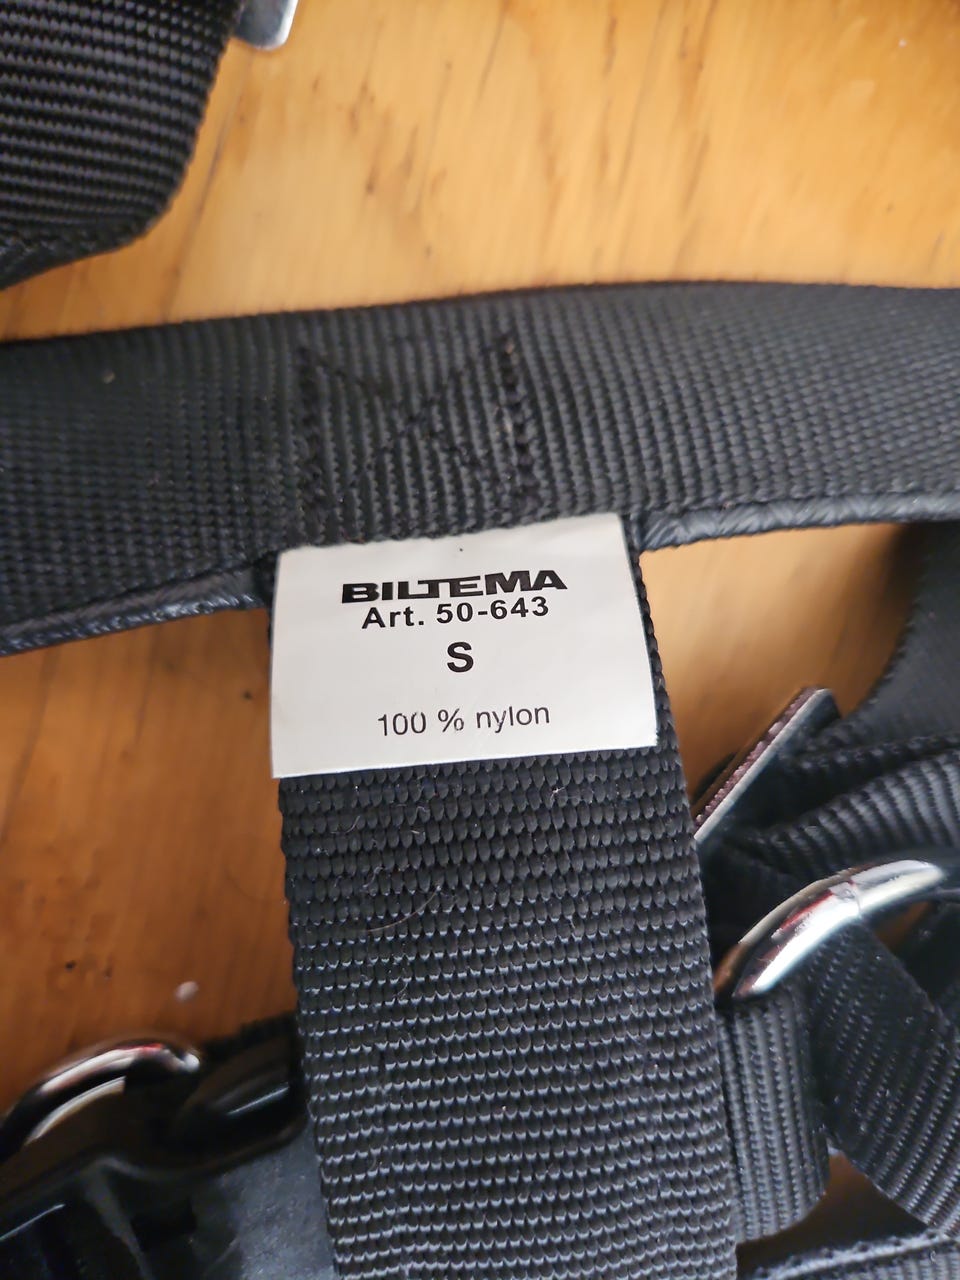 BILTEMA
Art. 50-643
S
100 % nylon